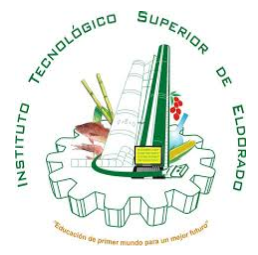 INSTITUTO TECNOLÓGICO SUPERIOR DE ELDORADO
"Educación de primer mundo para un mejor futuro"